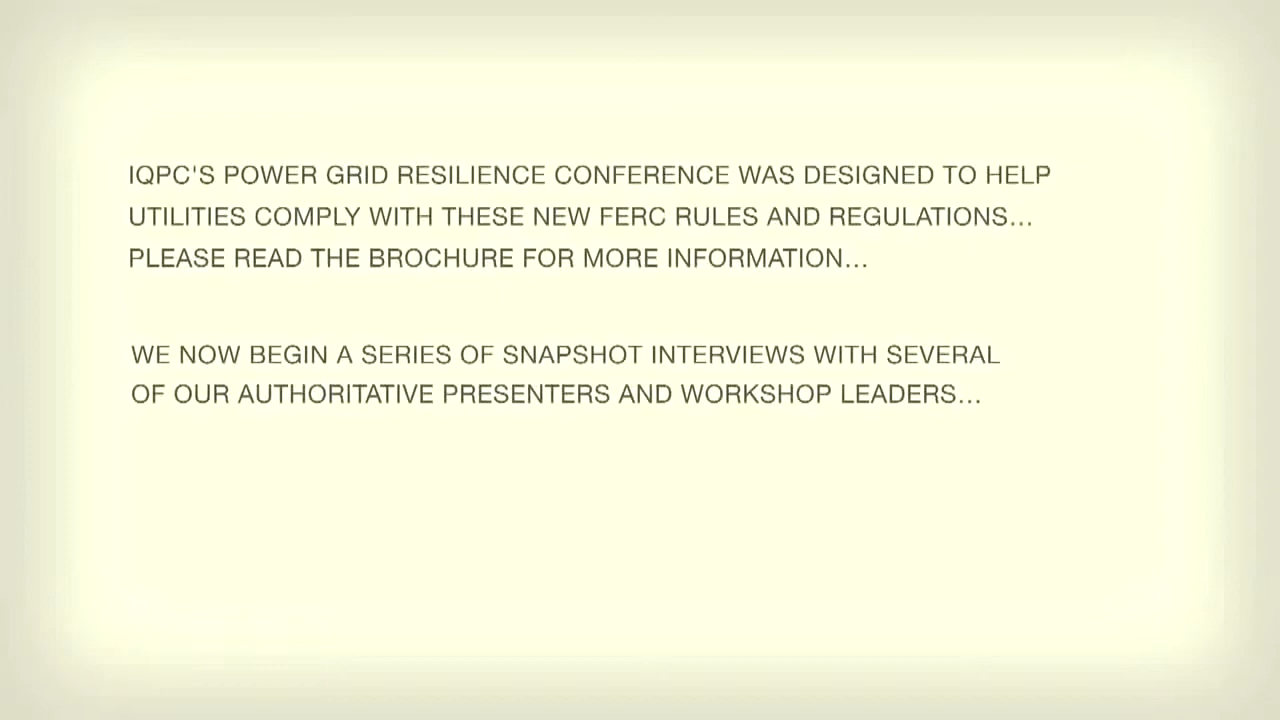 IQPC'S POWER GRID RESILIENCE CONFERENCE WAS DESIGNED TO HELP
UTILITIES COMPLY WITH THESE NEW FERC RULES AND REGULATIONS...
PLEASE READ THE BROCHURE FOR MORE INFORMATION...
WE NOW BEGIN A SERIES OF SNAPSHOT INTERVIEWS WITH SEVERAL
OF OUR AUTHORITATIVE PRESENTERS AND WORKSHOP LEADERS...